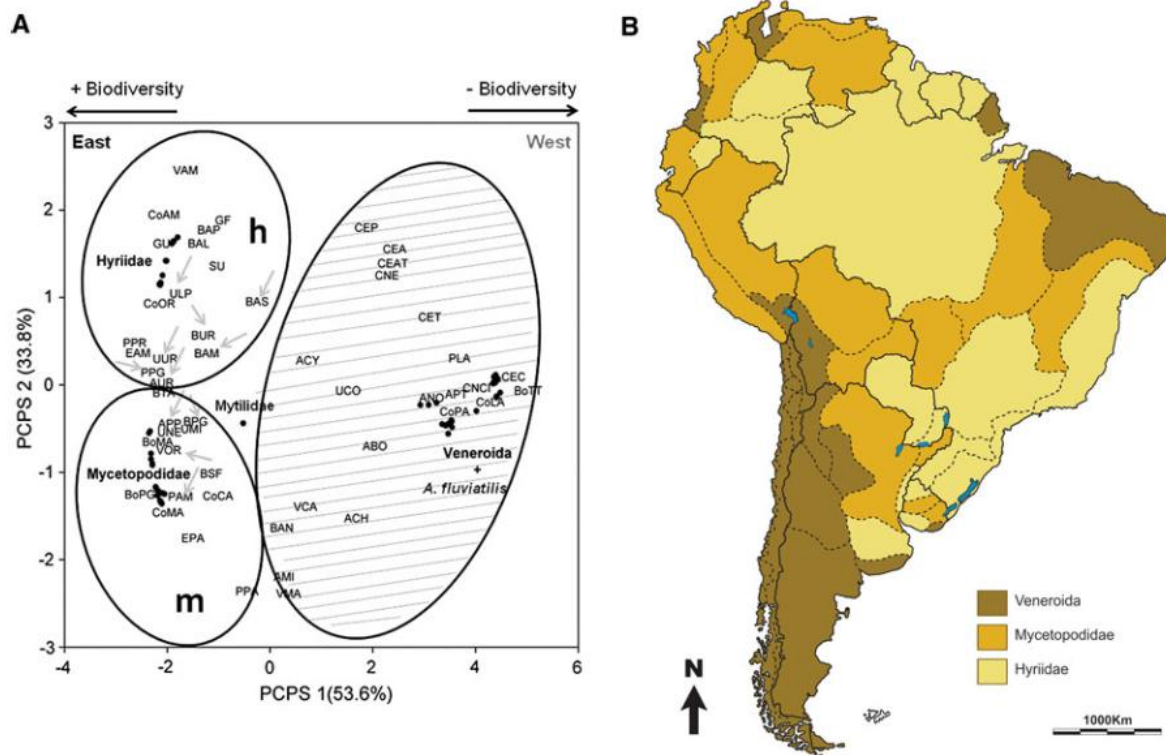 A
B
+ Biodiversity
- Biodiversity
3
2
1
0
-1
-2
-3
PCPS 2 (33.8%)
East
West
VAM
CoAM
GF
BAP
h
GU
BAL
Hyriidae
SU
ULP
CoOR
BAS
BUR
PPR
EAM
BAM
UUR
PPG
AUR
Mytilidae
APP
BPG
UNE
UMI
BoMA
VOR
Mycetopodidae
BSF
BoPG
PAM
CoCA
CoMA
EPA
m
PPA
CEP
CEA
CEAT
CNE
CET
ACY
PLA
UCO
CNCI
CEC
ANO
APT
BoTT
CoLA
CoPA
ABO
Veneroida
A. fluviatilis
VCA
BAN
ACH
AMI
VMA
-4
-2
0
2
4
6
PCPS 1(53.6%)
Veneroida
Mycetopodidae
Hyriidae
N
1000Km